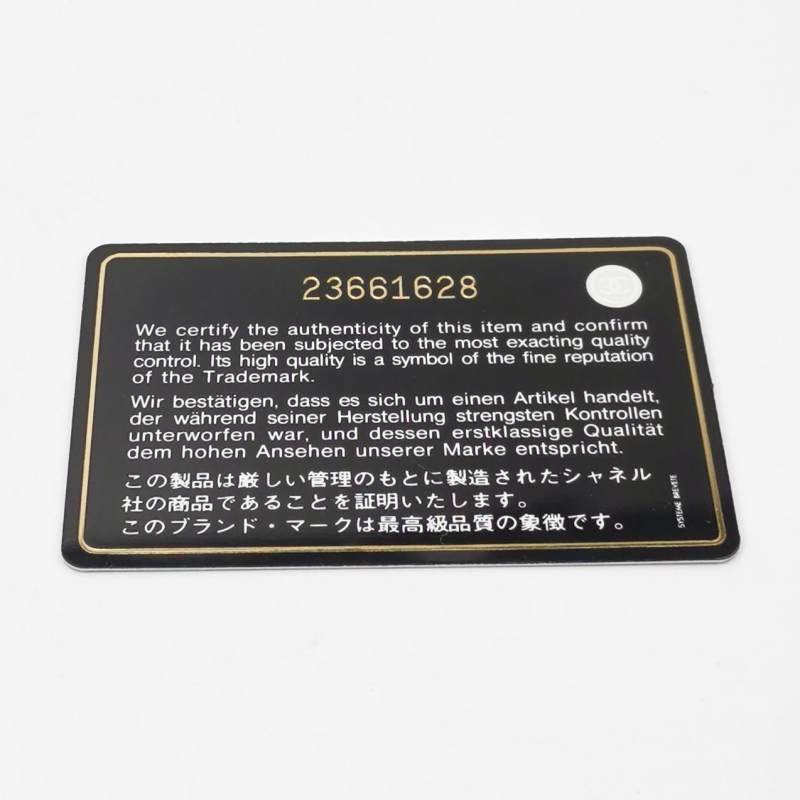 23661628
We certify the authenticity of this item and confirm
that it has been subjected to the most exacting quality
control. Its high quality is a symbol of the fine reputation
of the Trademark.
Wir bestätigen, dass es sich um einen Artikel handelt,
der während seiner Herstellung strengsten Kontrollen
unterworfen war, und dessen erstklassige Qualität
dem hohen Ansehen unserer Marke entspricht.
この製品は厳しい管理のもとに製造されたシャネル
社の商品であることを証明いたします。
このブランド・マークは最高級品質の象徴です。
SYSTEME BREVETE